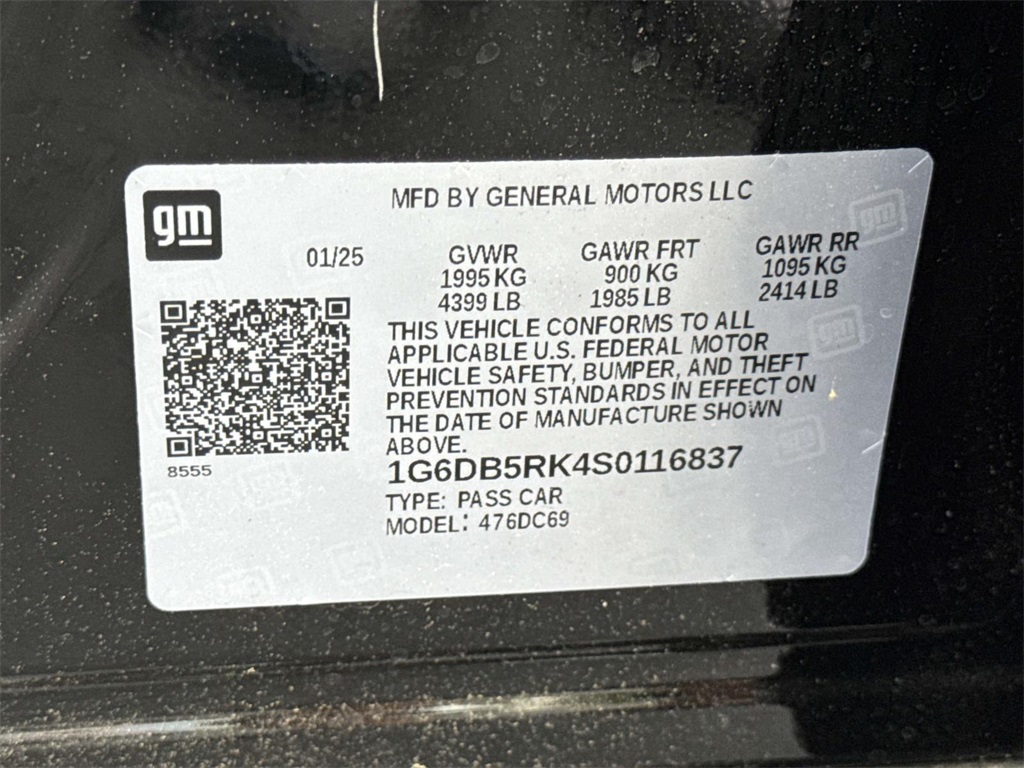 gm
MFD BY GENERAL MOTORS LLC
01/25
GVWR GAWR FRT GAWR RR
1995 KG 900 KG 1095 KG
4399 LB 1985 LB 2414 LB
THIS VEHICLE CONFORMS TO ALL
APPLICABLE U.S. FEDERAL MOTOR
VEHICLE SAFETY, BUMPER, AND THEFT
PREVENTION STANDARDS IN EFFECT ON
THE DATE OF MANUFACTURE SHOWN
ABOVE.
8555
1G6DB5RK4S0116837
TYPE: PASS CAR
MODEL: 476DC69